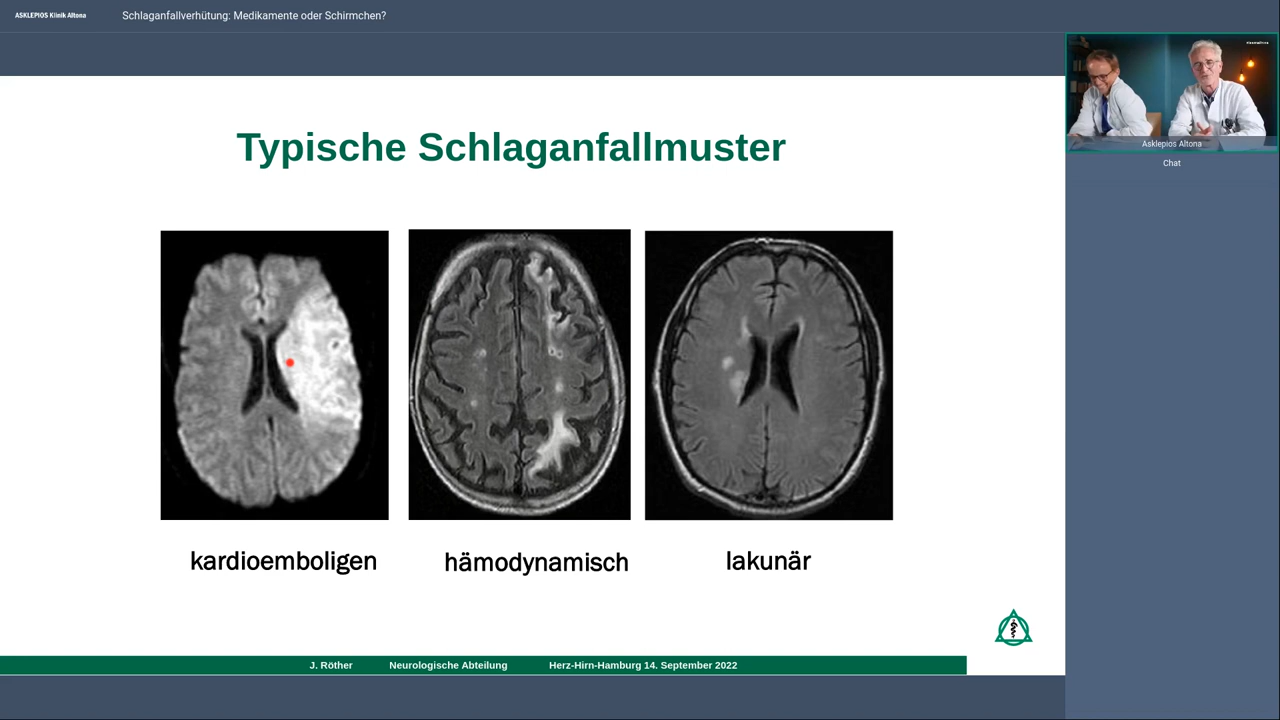 ASKLEPIOS Klinik Altona
Schlaganfallverhütung: Medikamente oder Schirmchen?
Typische Schlaganfallmuster
kardioemboligen
hämodynamisch
lakunär
J. Röther Neurologische Abteilung Herz-Hirn-Hamburg 14. September 2022
Asklepios Altona
Chat